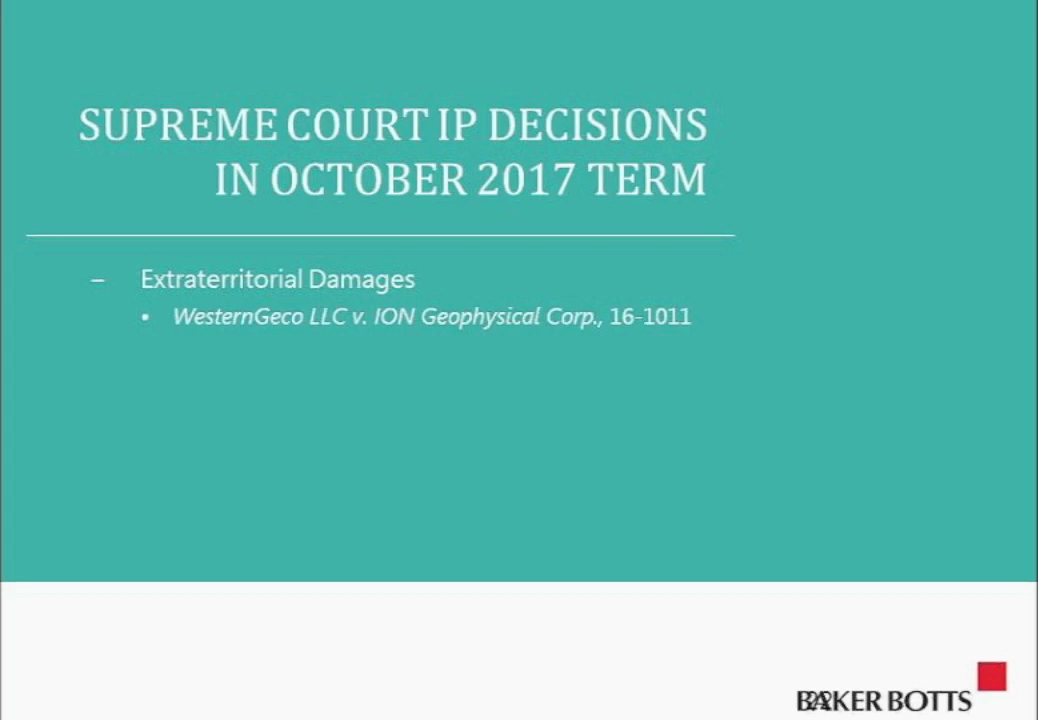 SUPREME COURT IP DECISIONS
IN OCTOBER 2017 TERM
– Extraterritorial Damages
• WesternGeco LLC v. ION Geophysical Corp., 16-1011
BAKER BOTTS